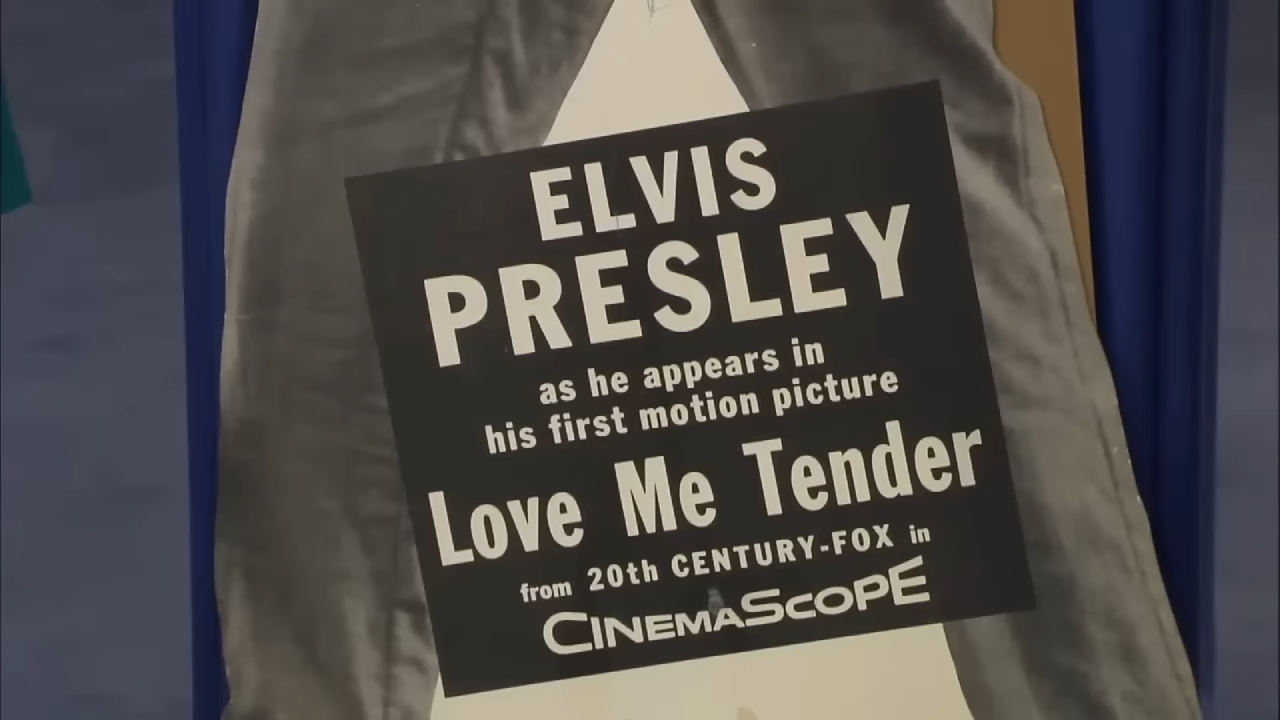 ELVIS
PRESLEY
as he appears in
his first motion picture
Love Me Tender
from 20th CENTURY-FOX in
CINEMASCOPE